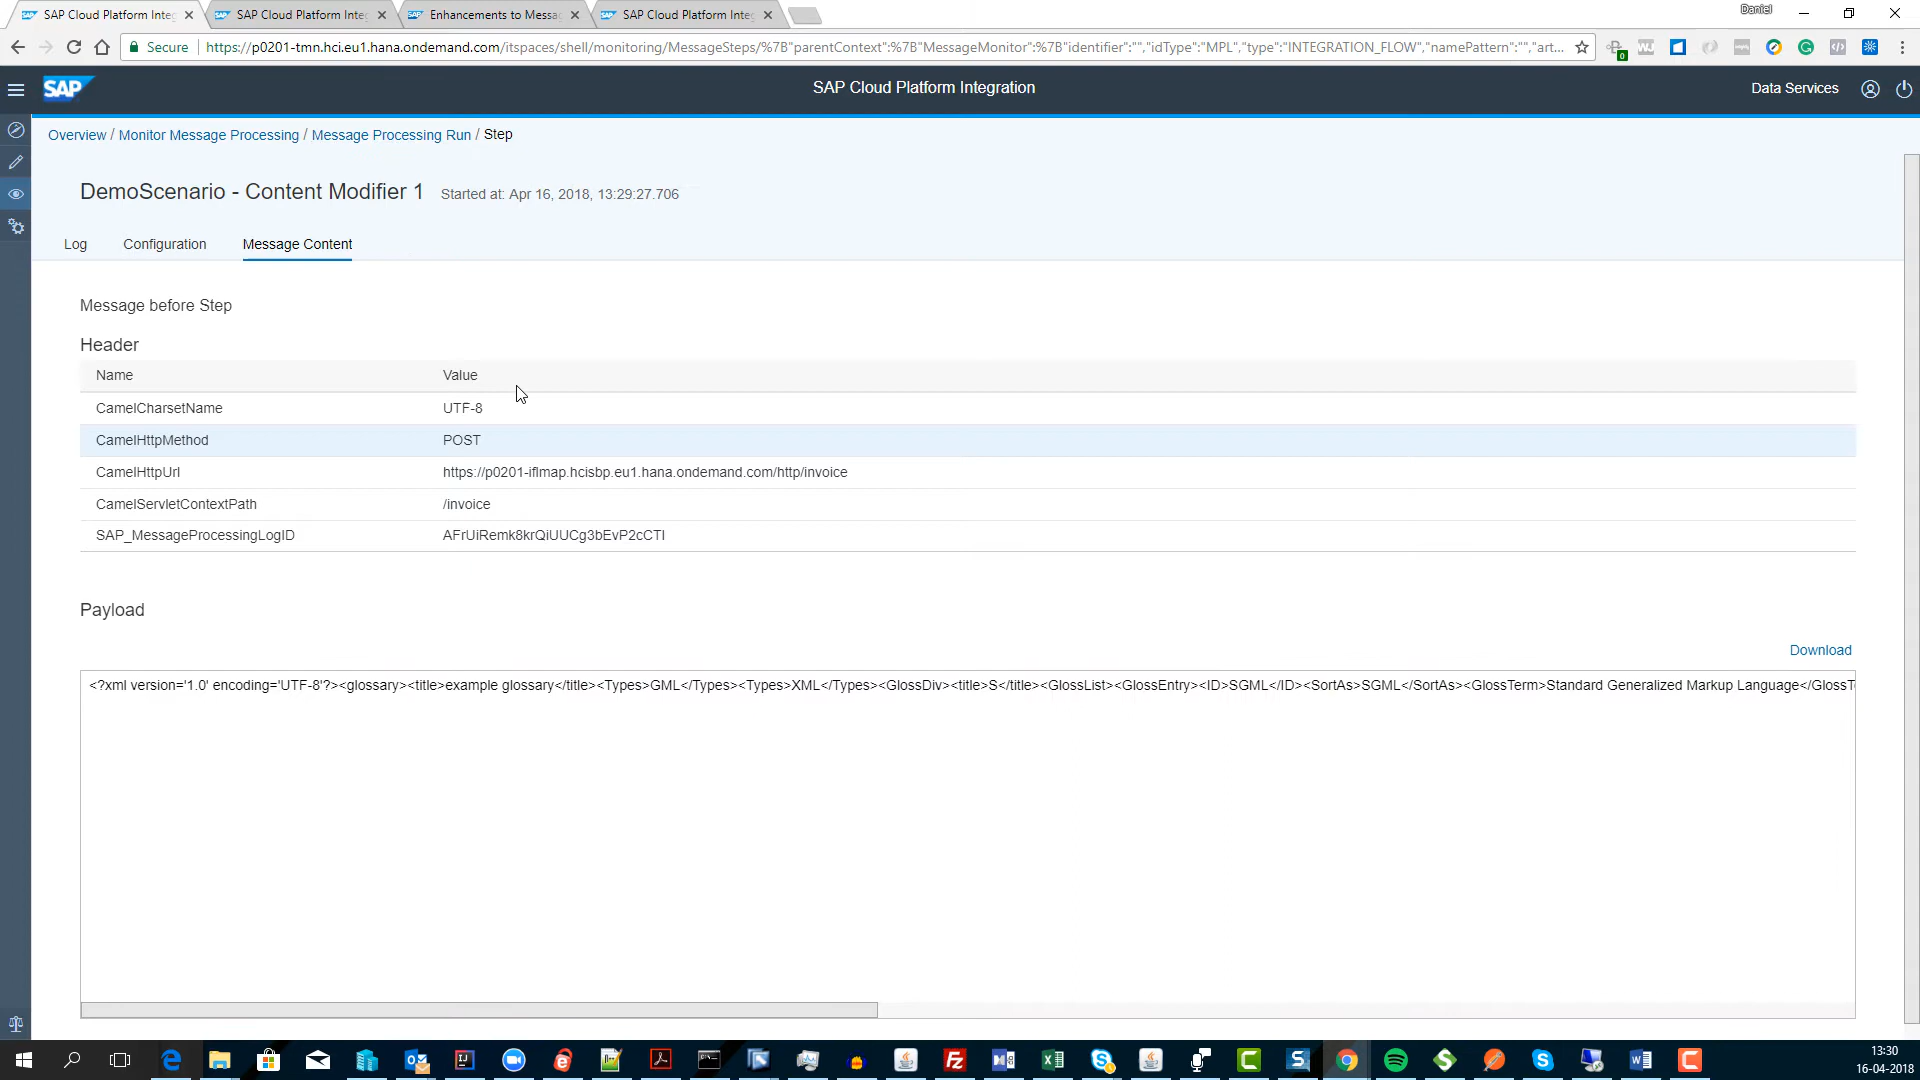 SAP Cloud Platform Integ
SAP Cloud Platform Inte
Enhancements to Messa
SAP Cloud Platform Inte
Daniel
Secure
https://p0201-tmn.hci.eu1.hana.ondemand.com/itspaces/shell/monitoring/MessageSteps/%7B"parentContext":%7B"MessageMonitor":%7B"identifier":"","idType":"MPL","type":"INTEGRATION_FLOW","namePattern":"","art...
SAP
SAP Cloud Platform Integration
Data Services
Overview / Monitor Message Processing / Message Processing Run / Step
DemoScenario - Content Modifier 1 Started at: Apr 16, 2018, 13:29:27.706
Log Configuration Message Content
Message before Step
Header
Name Value
CamelCharsetName UTF-8
CamelHttpMethod POST
CamelHttpUrl https://p0201-iflmap.hcisbp.eu1.hana.ondemand.com/http/invoice
CamelServletContextPath /invoice
SAP_MessageProcessingLogID AFrUiRemk8krQiUUCg3bEvP2cCTI
Payload
Download
<?xml version='1.0' encoding='UTF-8'?><glossary><title>example glossary</title><Types>GML</Types><Types>XML</Types><GlossDiv><title>S</title><GlossList><GlossEntry><ID>SGML</ID><SortAs>SGML</SortAs><GlossTerm>Standard Generalized Markup Language</GlossT
13:30
16-04-2018